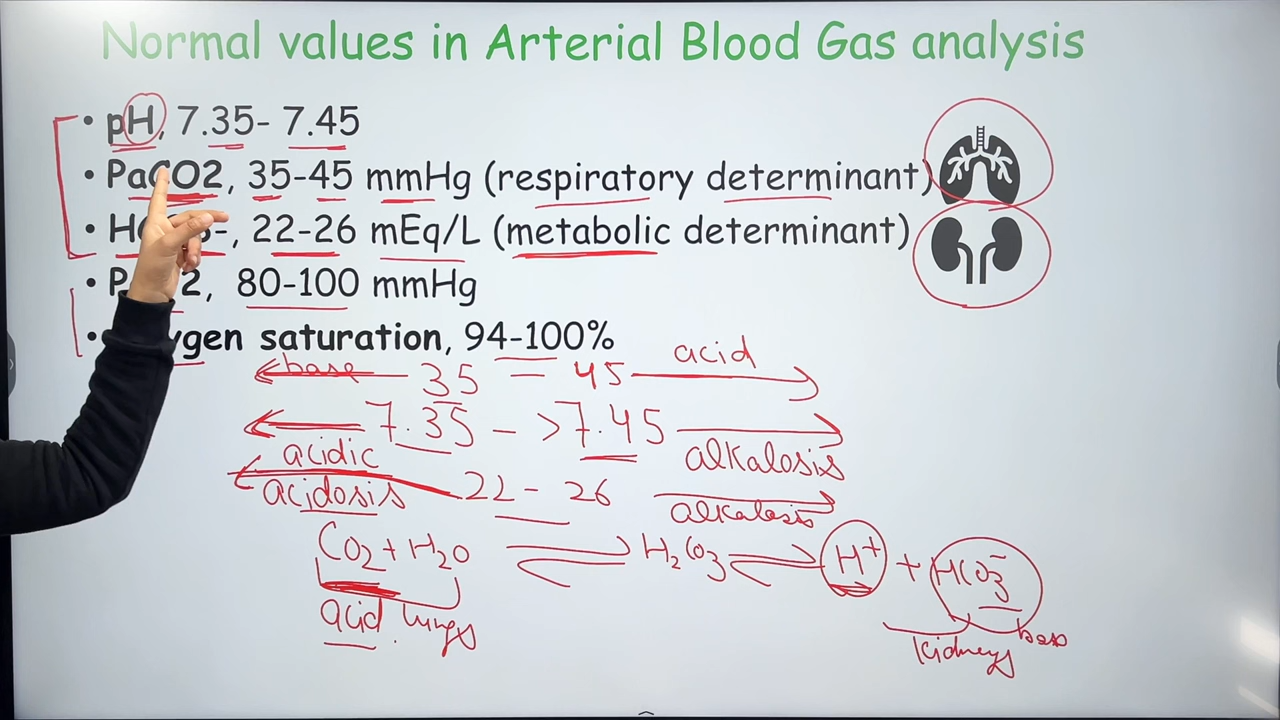 Normal values in Arterial Blood Gas analysis
• pH, 7.35- 7.45
• PaCO2, 35-45 mmHg (respiratory determinant)
• -, 22-26 mEq/L (metabolic determinant)
• 2, 80-100 mmHg
• saturation, 94-100%
base 35 = 45 acid
7.35 - >7.45
acidic alkalosis
acidosis 22 - 26 alkalosis
CO2 + H2O ⇌ H2CO3 ⇌ H+ + HCO3-
acid. lungs
kidneys base